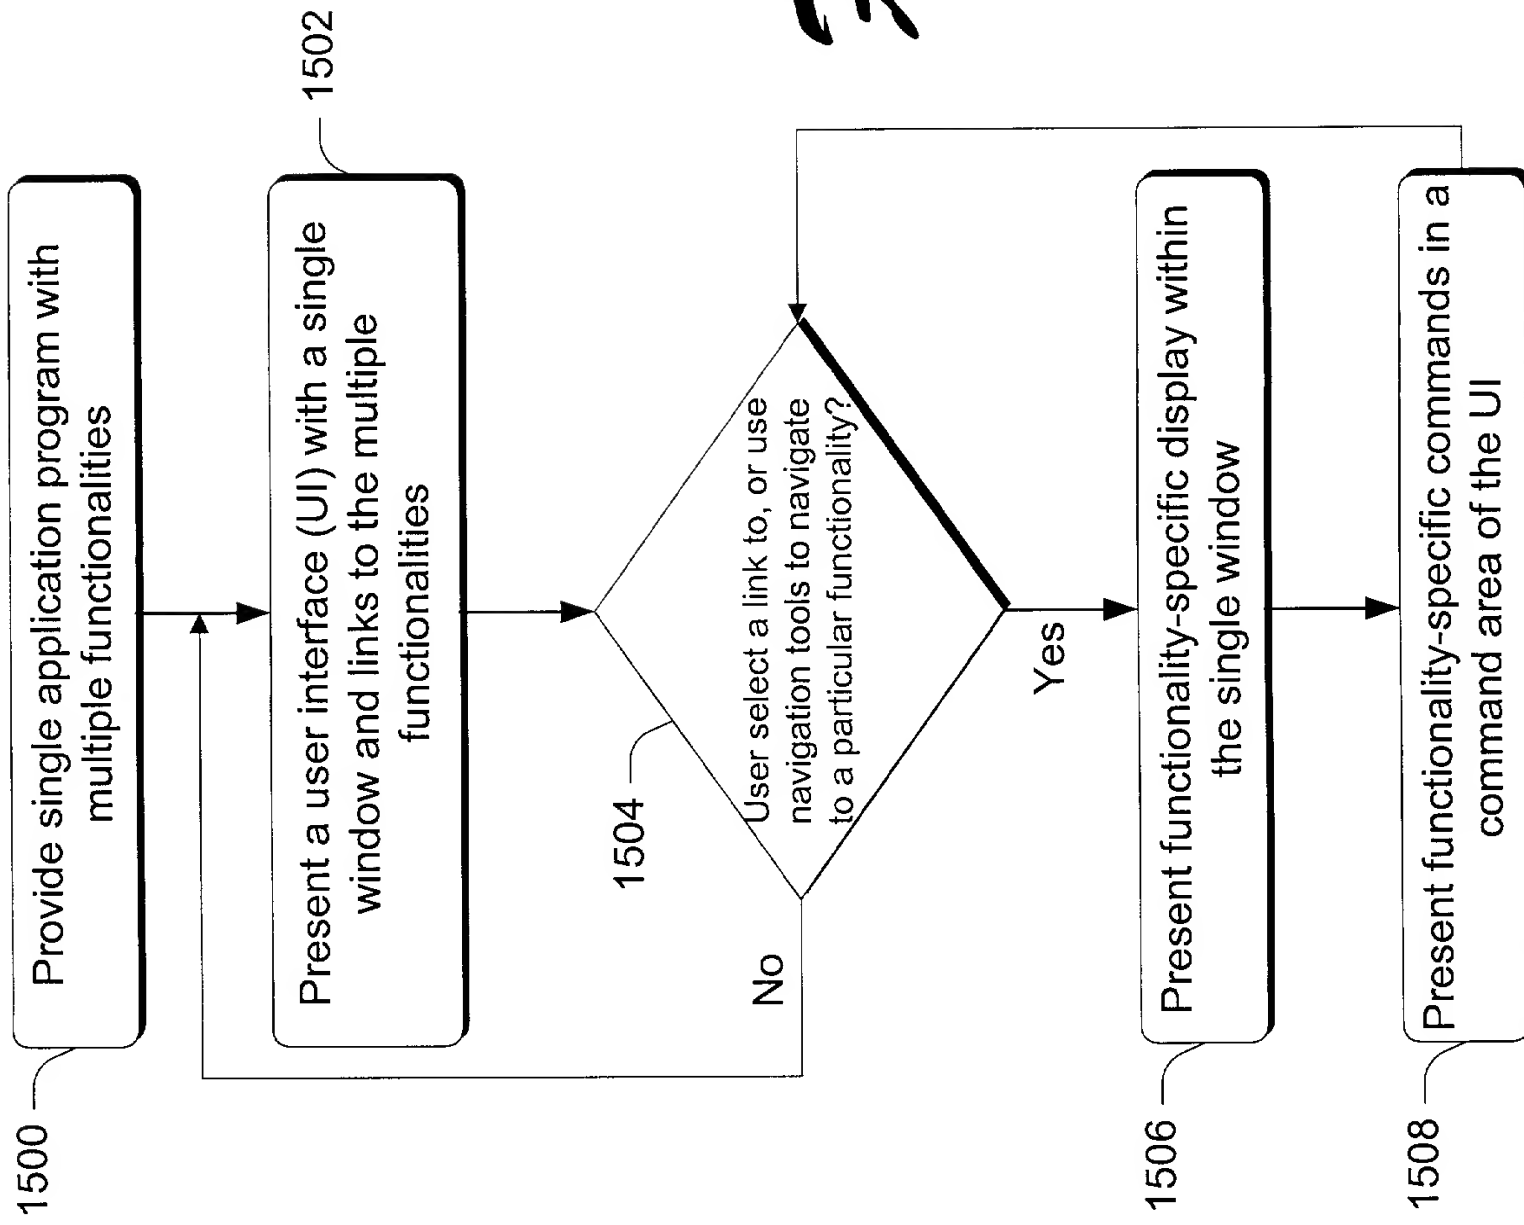 1500
Provide single application program with
multiple functionalities
1502
Present a user interface (UI) with a single
window and links to the multiple
functionalities
1504
User select a link to, or use
navigation tools to navigate
to a particular functionality?
No
Yes
1506
Present functionality-specific display within
the single window
1508
Present functionality-specific commands in a
command area of the UI